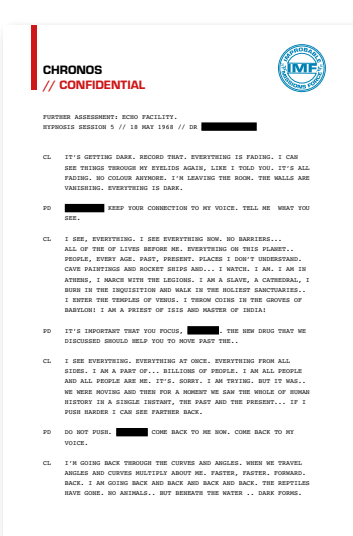 IMPROBABLE
IMF
MISSIONS FORCE
CHRONOS
// CONFIDENTIAL
FURTHER ASSESSMENT: ECHO FACILITY.
HYPNOSIS SESSION 5 // 18 MAY 1968 // DR
CL IT'S GETTING DARK. RECORD THAT. EVERYTHING IS FADING. I CAN
SEE THINGS THROUGH MY EYELIDS AGAIN, LIKE I TOLD YOU. IT'S ALL
FADING. NO COLOUR ANYMORE. I'M LEAVING THE ROOM. THE WALLS ARE
VANISHING. EVERYTHING IS DARK.
PD KEEP YOUR CONNECTION TO MY VOICE. TELL ME WHAT YOU
SEE.
CL I SEE, EVERYTHING. I SEE EVERYTHING NOW. NO BARRIERS...
ALL OF THE OF LIVES BEFORE ME. EVERYTHING ON THIS PLANET..
PEOPLE, EVERY AGE. PAST, PRESENT. PLACES I DON'T UNDERSTAND.
CAVE PAINTINGS AND ROCKET SHIPS AND... I WATCH. I AM. I AM IN
ATHENS, I MARCH WITH THE LEGIONS. I AM A SLAVE, A CATHEDRAL, I
BURN IN THE INQUISITION AND WALK IN THE HOLIEST SANCTUARIES..
I ENTER THE TEMPLES OF VENUS. I THROW COINS IN THE GROVES OF
BABYLON! I AM A PRIEST OF ISIS AND MASTER OF INDIA!
PD IT'S IMPORTANT THAT YOU FOCUS, . THE NEW DRUG THAT WE
DISCUSSED SHOULD HELP YOU TO MOVE PAST THE..
CL I SEE EVERYTHING. EVERYTHING AT ONCE. EVERYTHING FROM ALL
SIDES. I AM A PART OF... BILLIONS OF PEOPLE. I AM ALL PEOPLE
AND ALL PEOPLE ARE ME. IT'S. SORRY. I AM TRYING. BUT IT WAS..
WE WERE MOVING AND THEN FOR A MOMENT WE SAW THE WHOLE OF HUMAN
HISTORY IN A SINGLE INSTANT, THE PAST AND THE PRESENT... IF I
PUSH HARDER I CAN SEE FARTHER BACK.
PD DO NOT PUSH. COME BACK TO ME NOW. COME BACK TO MY
VOICE.
CL I'M GOING BACK THROUGH THE CURVES AND ANGLES. WHEN WE TRAVEL
ANGLES AND CURVES MULTIPLY ABOUT ME. FASTER, FASTER. FORWARD.
BACK. I AM GOING BACK AND BACK AND BACK AND BACK. THE REPTILES
HAVE GONE. NO ANIMALS.. BUT BENEATH THE WATER .. DARK FORMS.